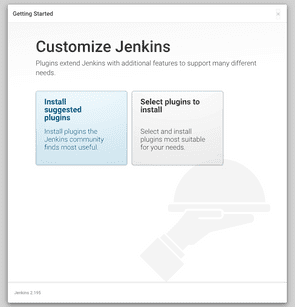 Getting Started
Customize Jenkins
Plugins extend Jenkins with additional features to support many different
needs.
Install
suggested
plugins
Install plugins the
Jenkins community
finds most useful.
Select plugins to
install
Select and install
plugins most suitable
for your needs.
Jenkins 2.195